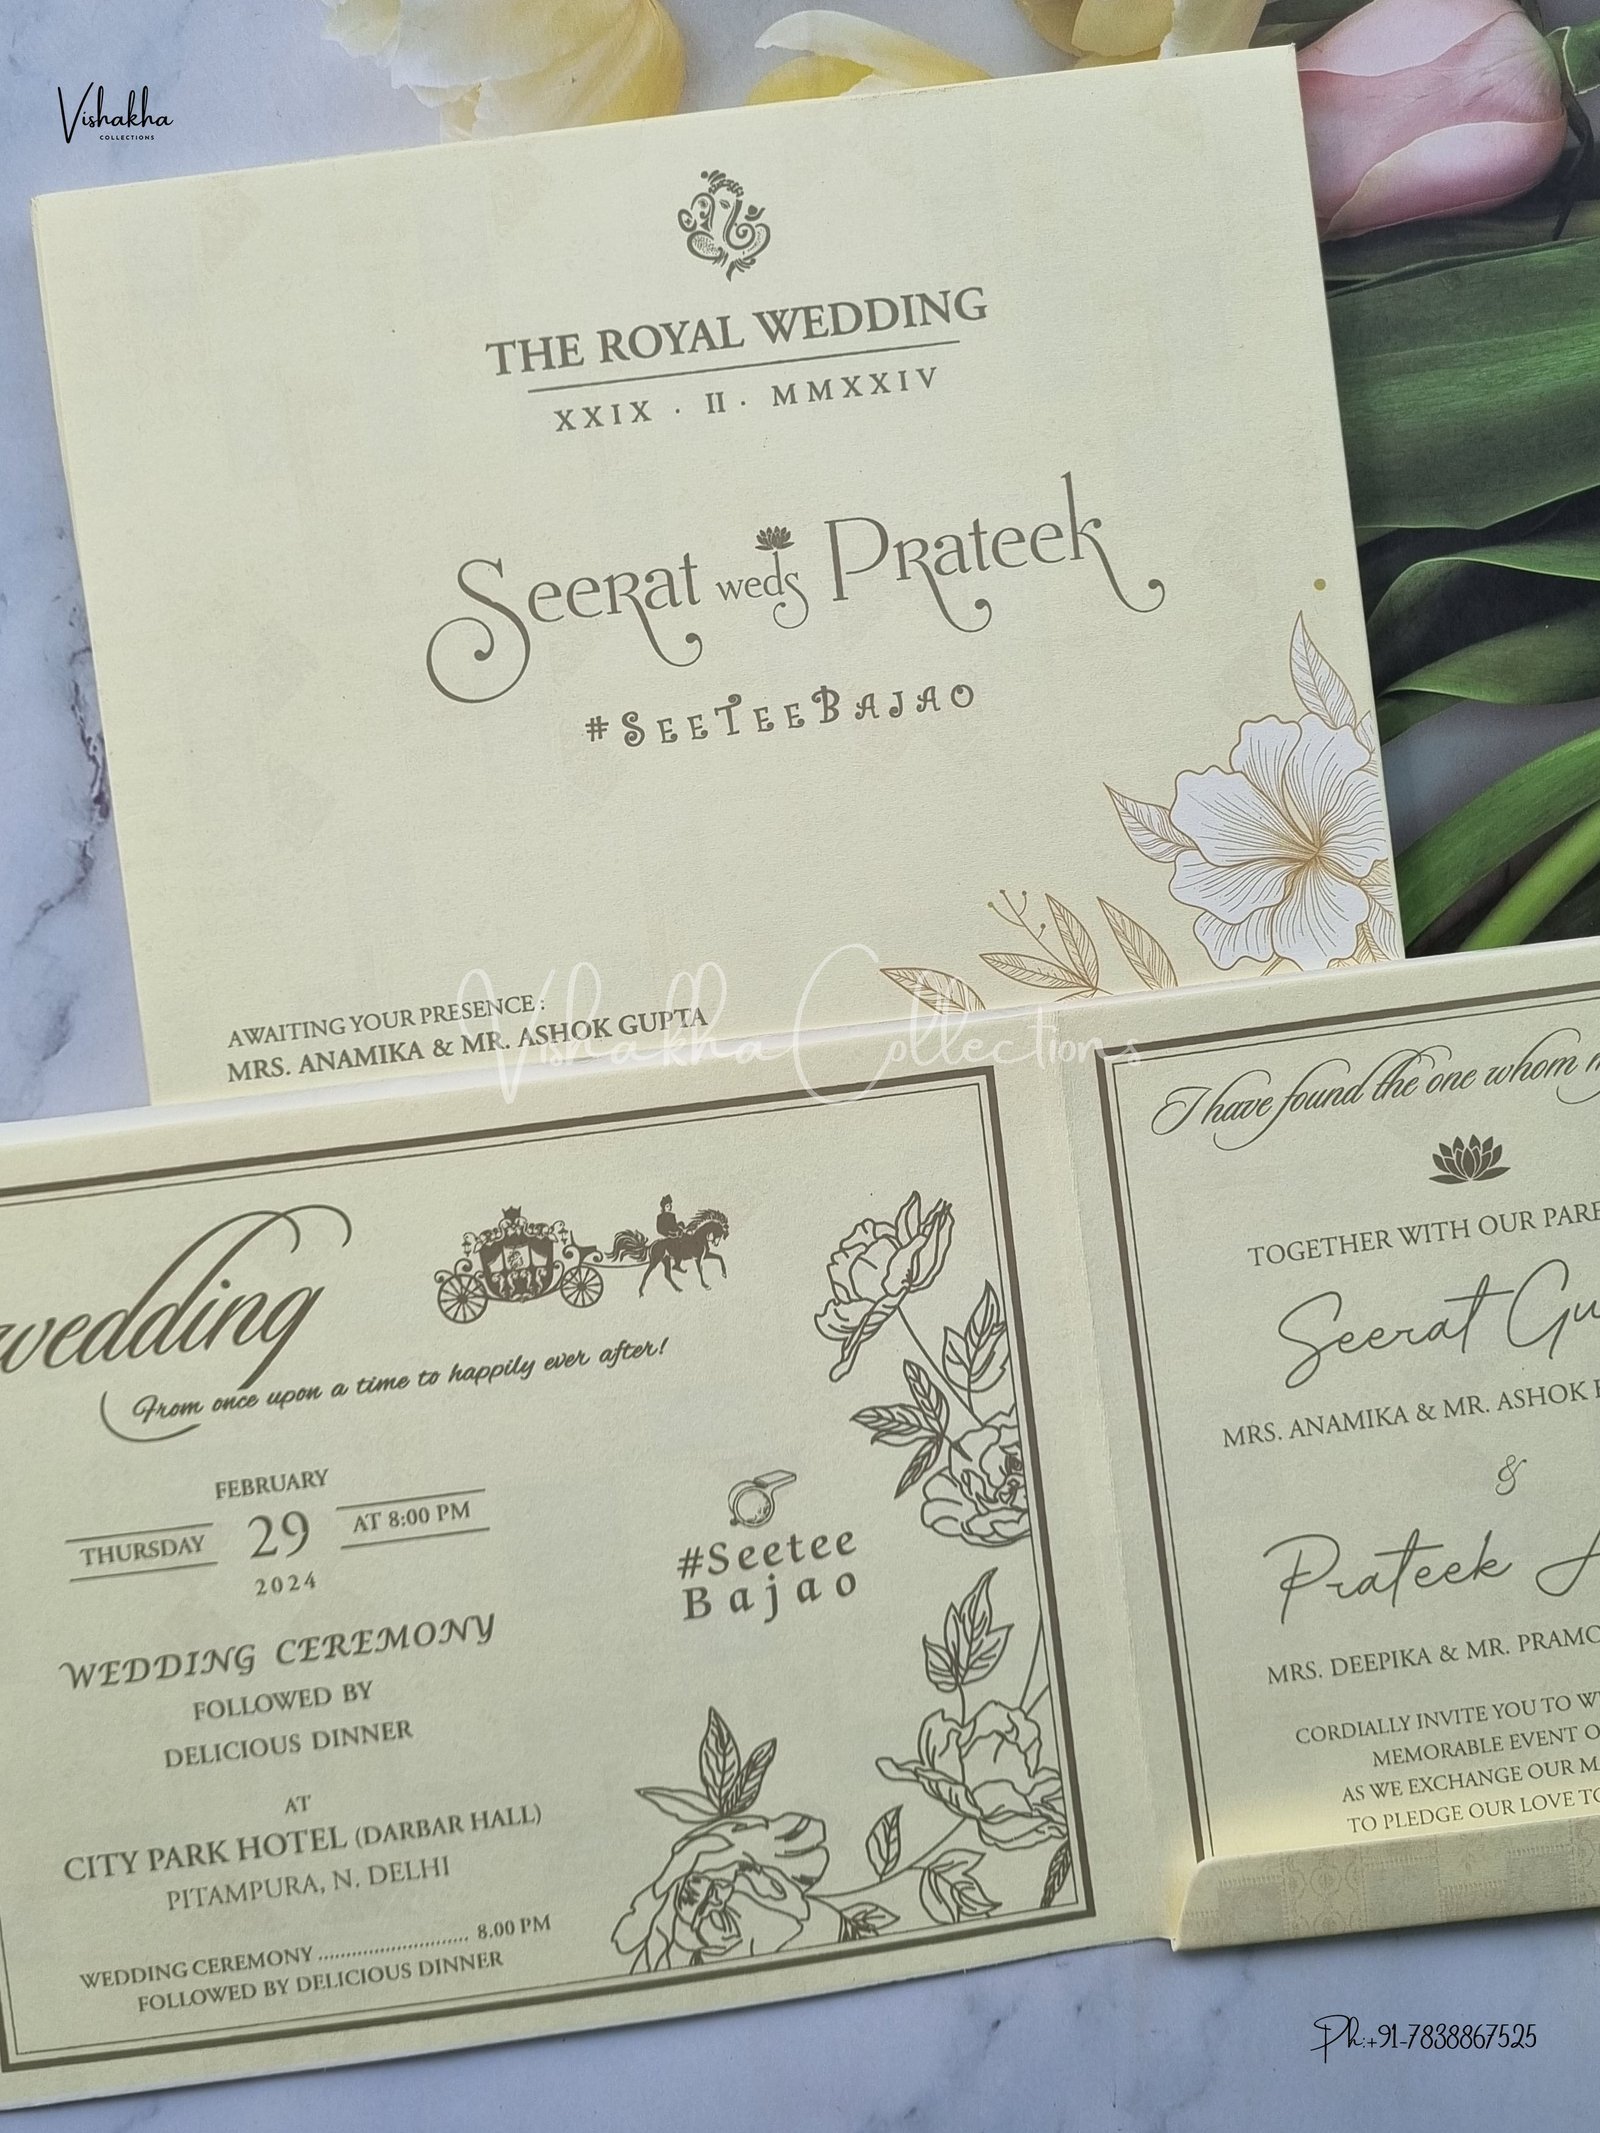 Vishakha
COLLECTIONS
THE ROYAL WEDDING
XXIX . II . MMXXIV
Seerat weds Prateek
#SEETEEBAJAO
AWAITING YOUR PRESENCE :
MRS. ANAMIKA & MR. ASHOK GUPTA
Vishakha Collections
wedding
From once upon a time to happily ever after!
FEBRUARY
THURSDAY 29 AT 8:00 PM
2024
#Seetee
Bajao
WEDDING CEREMONY
FOLLOWED BY
DELICIOUS DINNER
AT
CITY PARK HOTEL (DARBAR HALL)
PITAMPURA, N. DELHI
WEDDING CEREMONY ............................ 8.00 PM
FOLLOWED BY DELICIOUS DINNER
I have found the one whom
TOGETHER WITH OUR
Seerat
MRS. ANAMIKA & MR. ASHOK
&
Prateek
MRS. DEEPIKA & MR.
CORDIALLY INVITE YOU TO
MEMORABLE EVENT
AS WE EXCHANGE OUR
TO PLEDGE OUR LOVE
Ph:+91-7838867525